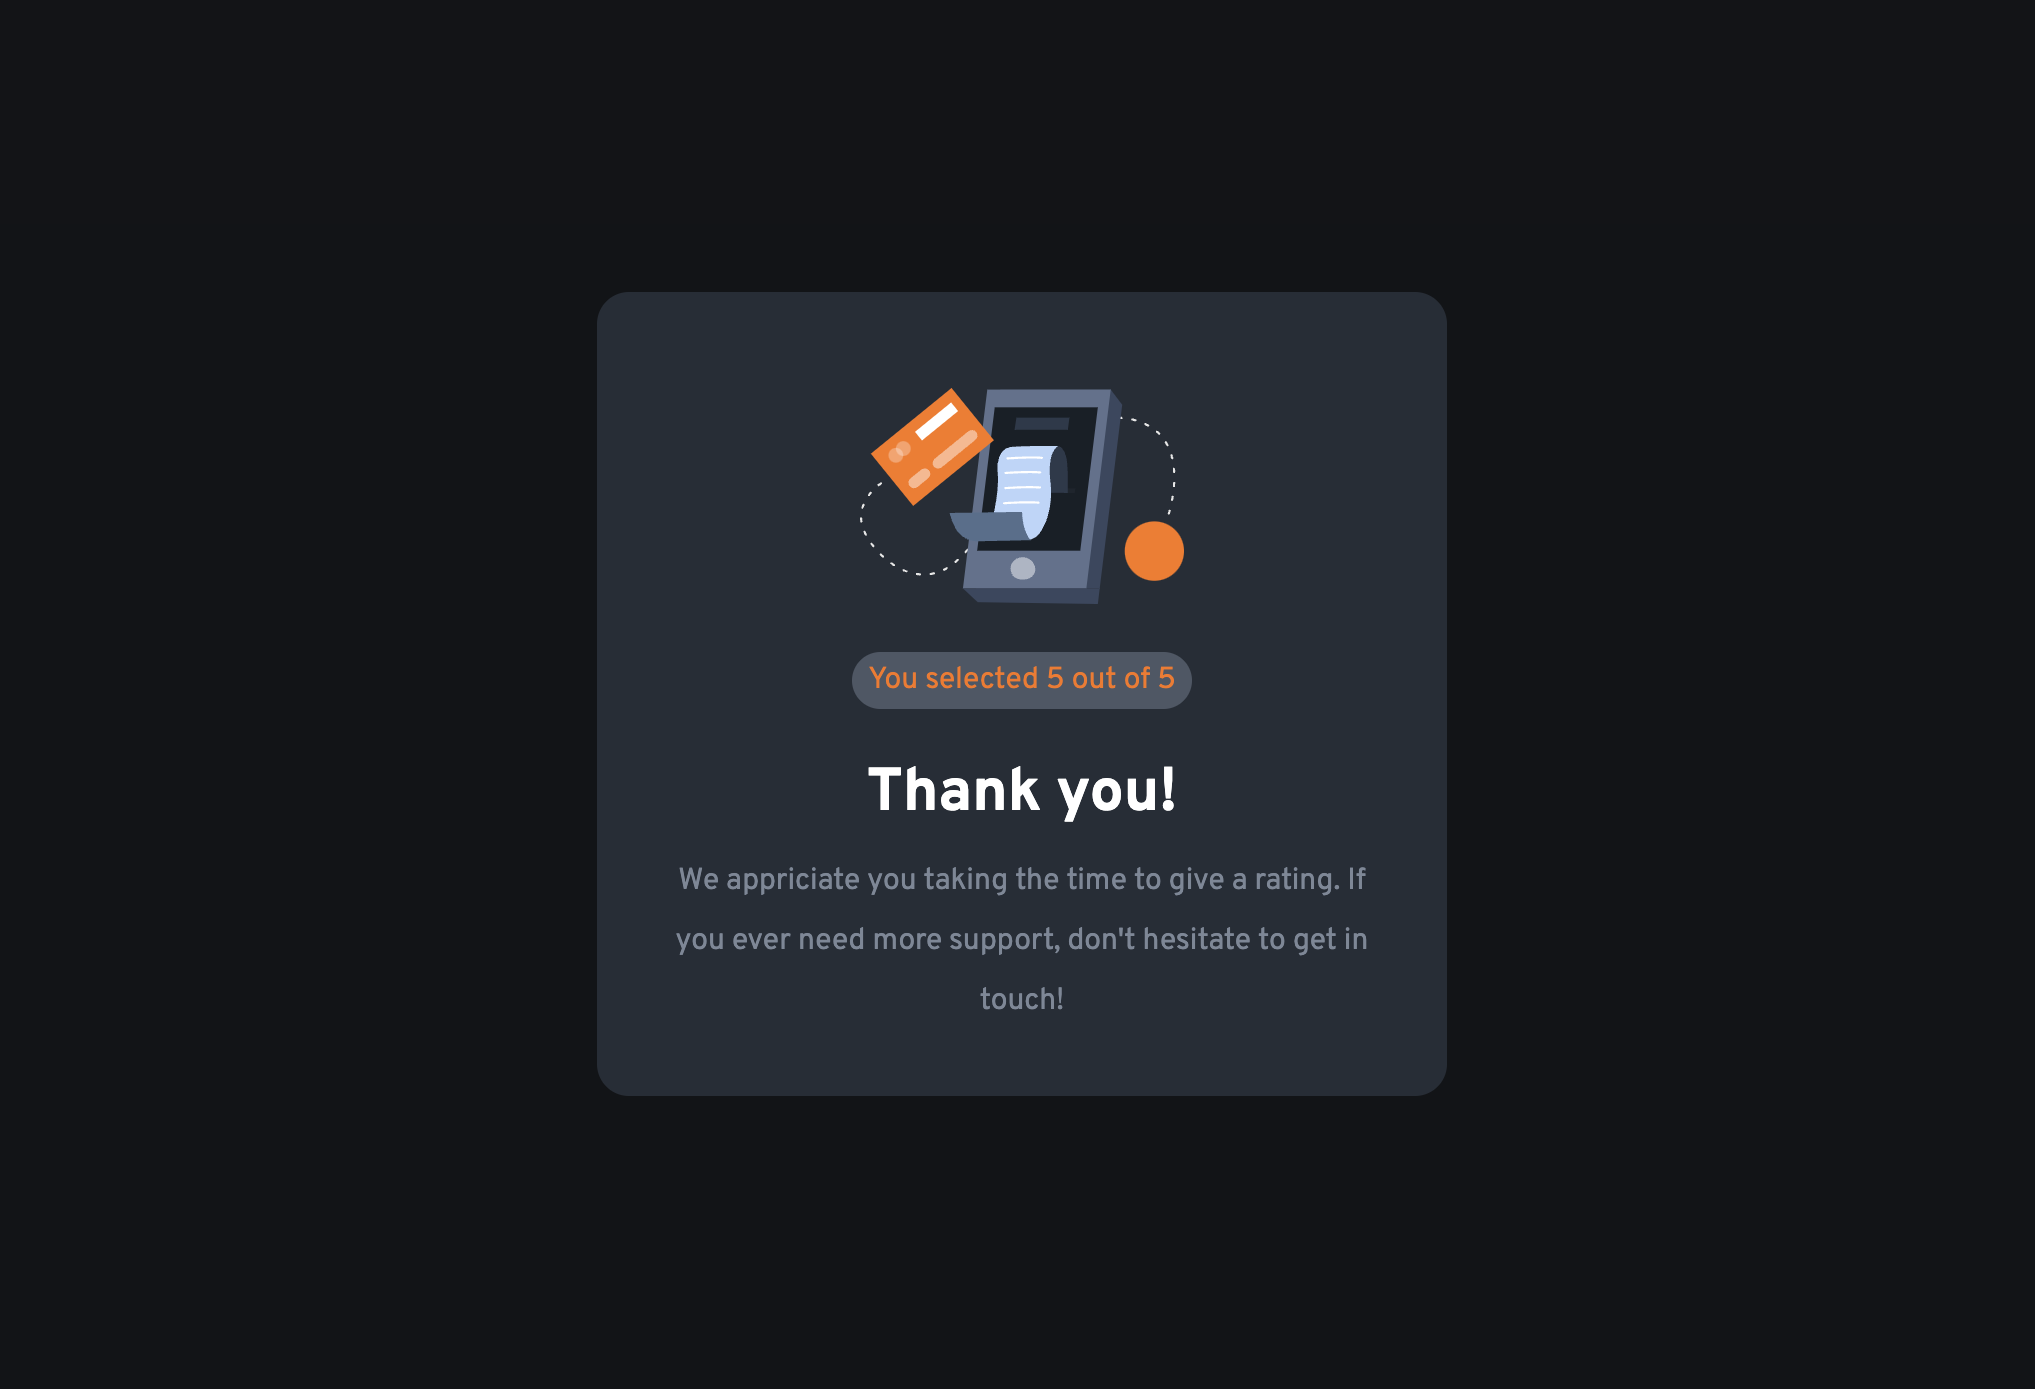 You selected 5 out of 5
Thank you!
We appriciate you taking the time to give a rating. If
you ever need more support, don't hesitate to get in
touch!